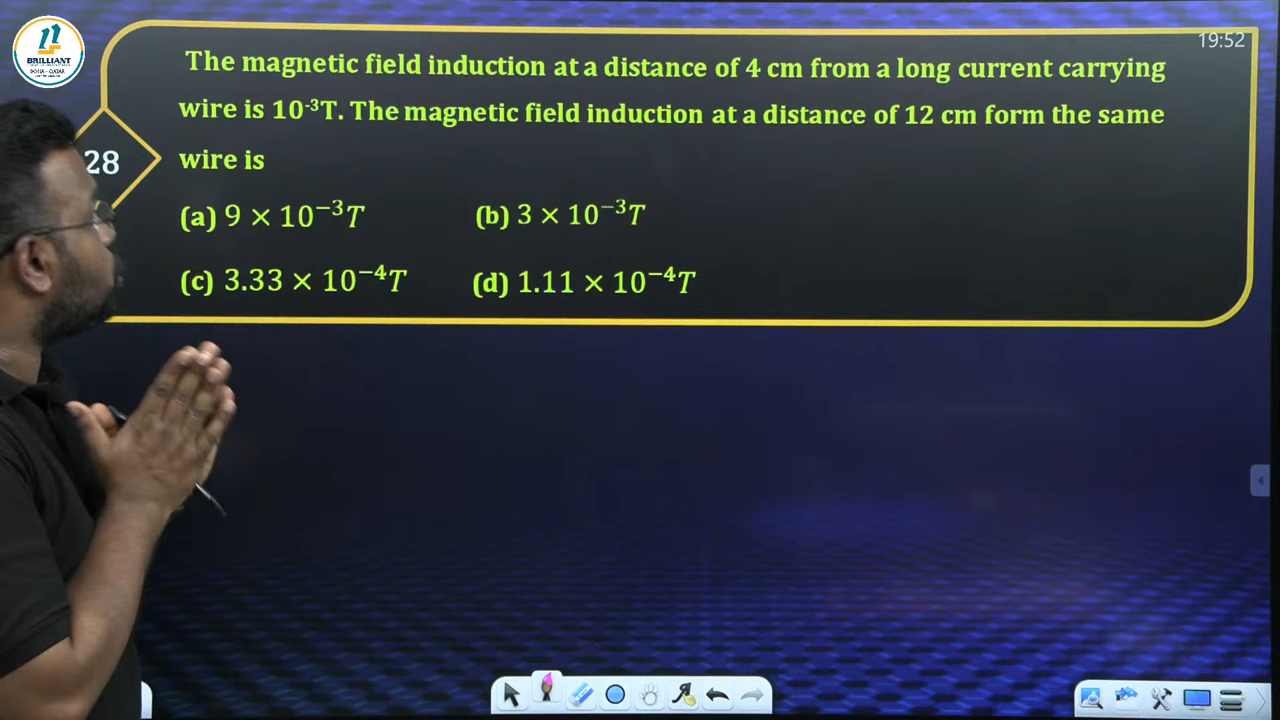 BRILLIANT
DOHA - QATAR
19:52
The magnetic field induction at a distance of 4 cm from a long current carrying
wire is 10⁻³T. The magnetic field induction at a distance of 12 cm form the same
28
wire is
(a) 9 × 10⁻³T (b) 3 × 10⁻³T
(c) 3.33 × 10⁻⁴T (d) 1.11 × 10⁻⁴T